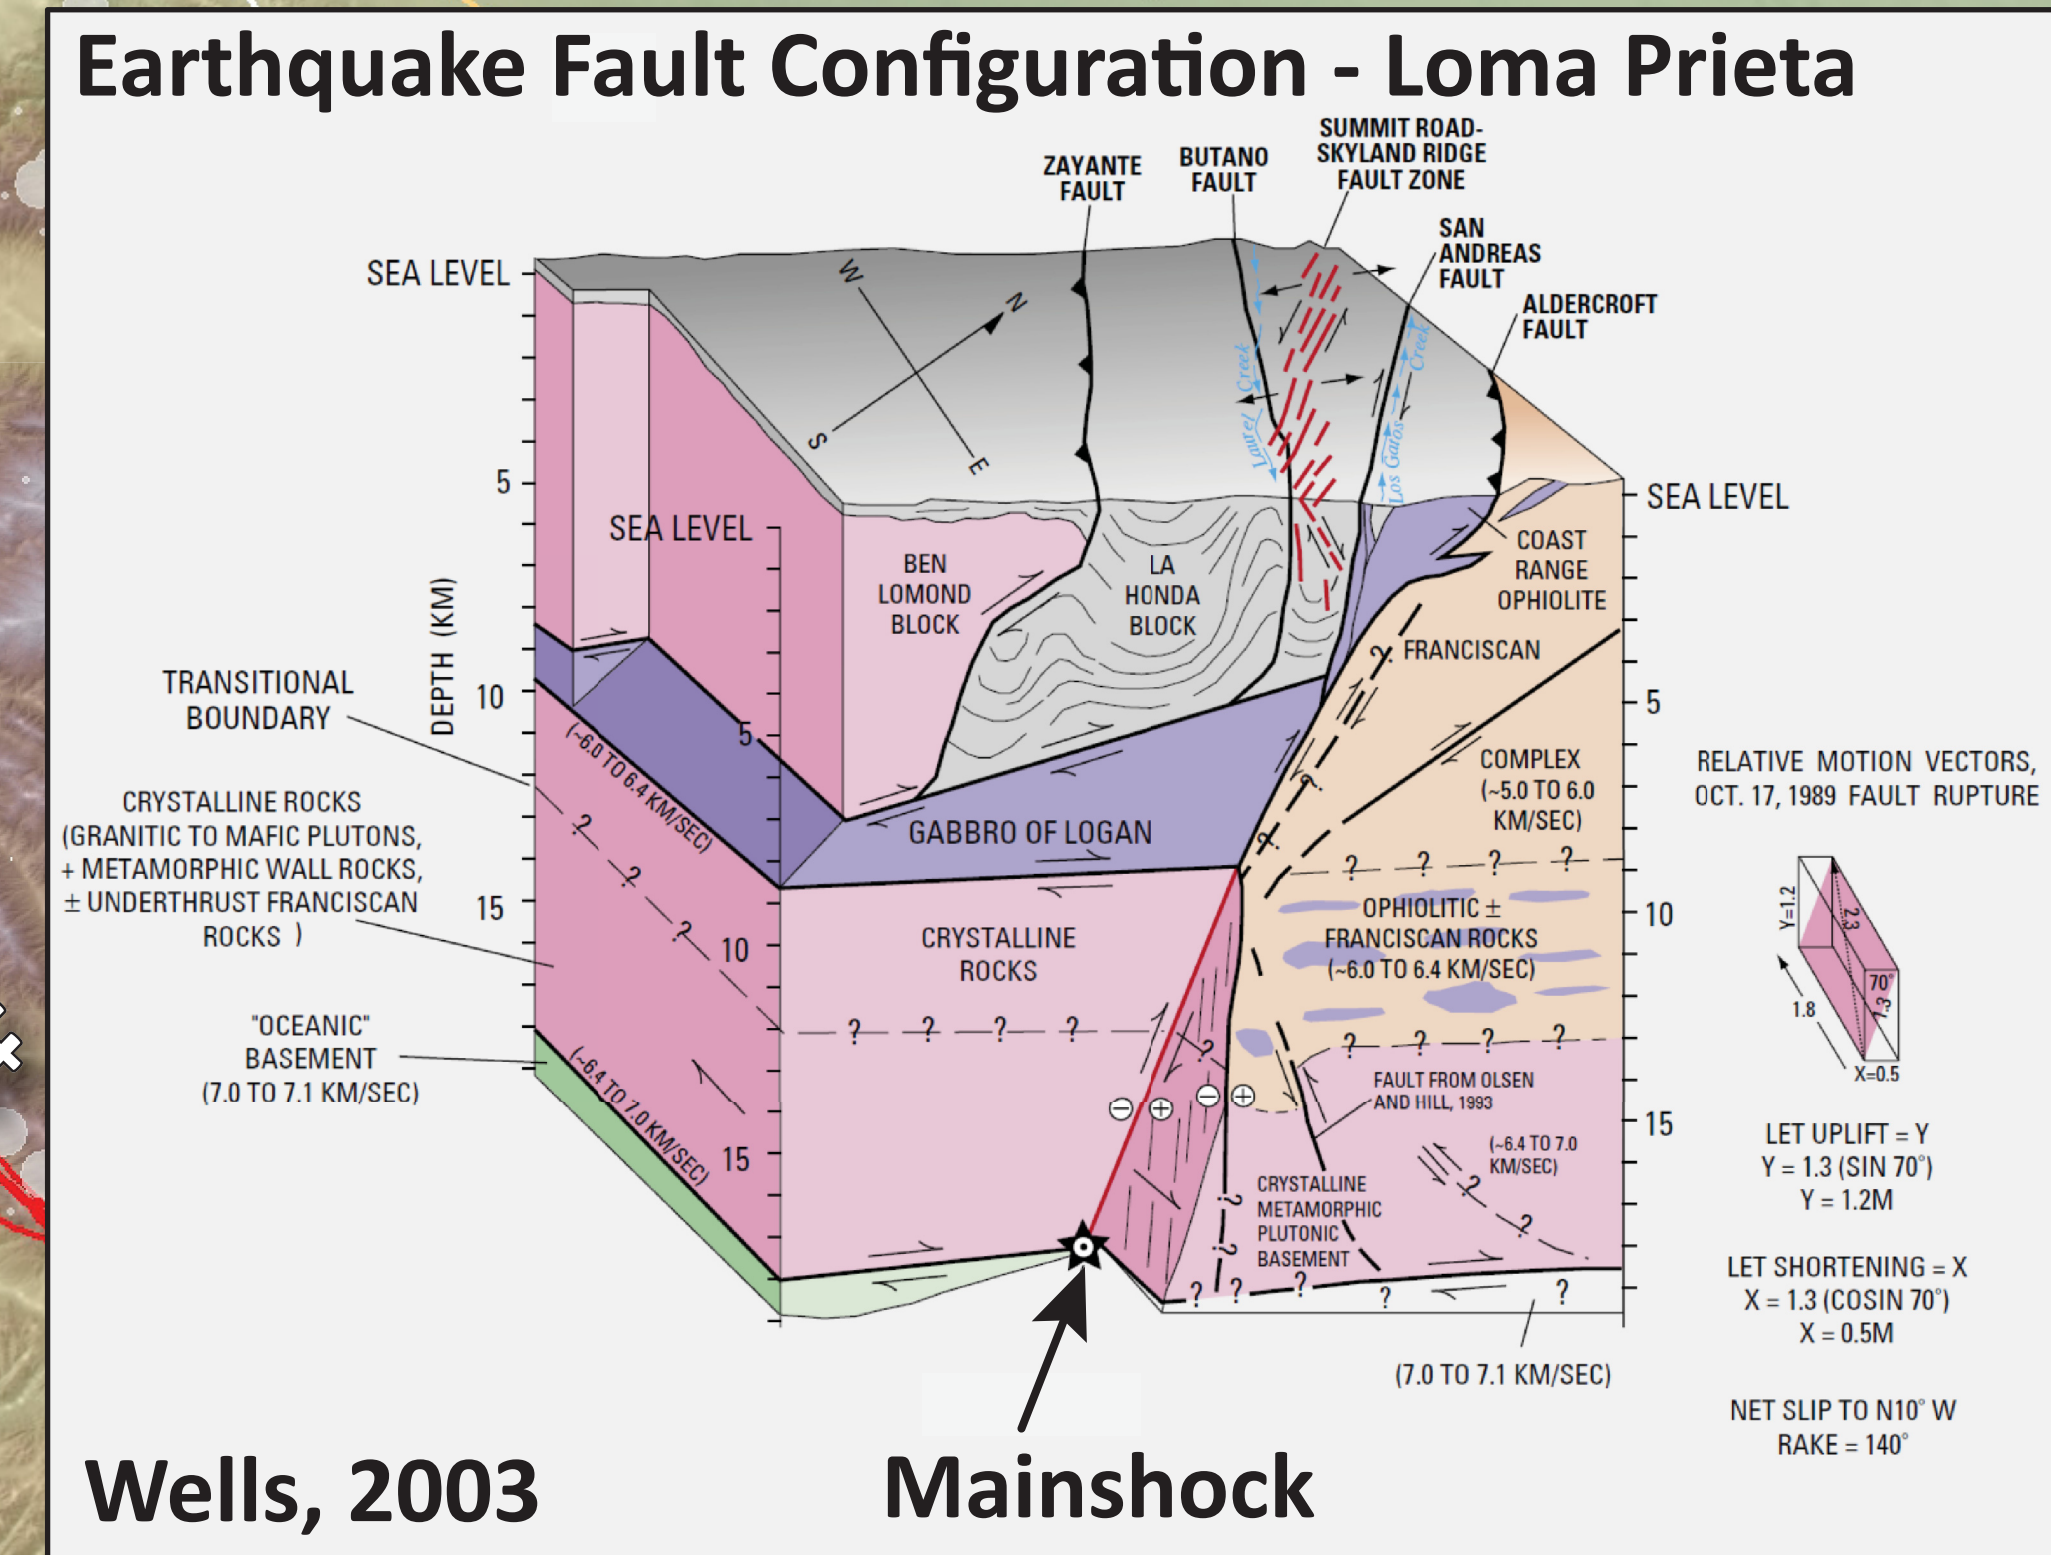 Earthquake Fault Configuration - Loma Prieta
SUMMIT ROAD-
SKYLAND RIDGE
FAULT ZONE
BUTANO
FAULT
ZAYANTE
FAULT
SAN
ANDREAS
FAULT
ALDERCROFT
FAULT
SEA LEVEL
W
N
S
E
Laurel Creek
Los Gatos Creek
5
SEA LEVEL
SEA LEVEL
BEN
LOMOND
BLOCK
LA
HONDA
BLOCK
COAST
RANGE
OPHIOLITE
DEPTH (KM)
? FRANCISCAN
TRANSITIONAL
BOUNDARY
10
5
5
(~6.0 TO 6.4 KM/SEC)
COMPLEX
(~5.0 TO 6.0
KM/SEC)
?
?
RELATIVE MOTION VECTORS,
OCT. 17, 1989 FAULT RUPTURE
CRYSTALLINE ROCKS
(GRANITIC TO MAFIC PLUTONS,
+ METAMORPHIC WALL ROCKS,
± UNDERTHRUST FRANCISCAN
ROCKS )
GABBRO OF LOGAN
? ? ? ?
? ? ?
15
10
10
CRYSTALLINE
ROCKS
OPHIOLITIC ±
FRANCISCAN ROCKS
(~6.0 TO 6.4 KM/SEC)
Y=1.2
2.3
70°
1.3
1.8
X=0.5
"OCEANIC"
BASEMENT
(7.0 TO 7.1 KM/SEC)
? ? ? ?
?
? ? ? ?
(~6.4 TO 7.0 KM/SEC)
− + − +
FAULT FROM OLSEN
AND HILL, 1993
15
15
(~6.4 TO 7.0
KM/SEC)
?
?
CRYSTALLINE
METAMORPHIC
PLUTONIC
BASEMENT
?
?
? ? ? ? ?
(7.0 TO 7.1 KM/SEC)
LET UPLIFT = Y
Y = 1.3 (SIN 70°)
Y = 1.2M
LET SHORTENING = X
X = 1.3 (COSIN 70°)
X = 0.5M
NET SLIP TO N10° W
RAKE = 140°
Wells, 2003
Mainshock